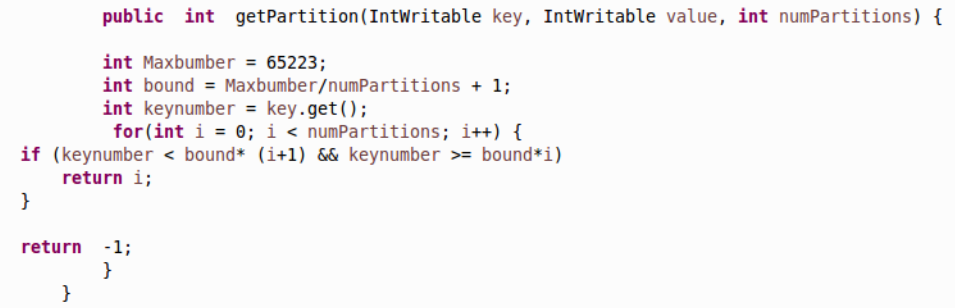 public int getPartition(IntWritable key, IntWritable value, int numPartitions) {
int Maxbumber = 65223;
int bound = Maxbumber/numPartitions + 1;
int keynumber = key.get();
for(int i = 0; i < numPartitions; i++) {
if (keynumber < bound* (i+1) && keynumber >= bound*i)
return i;
}
return -1;
}
}